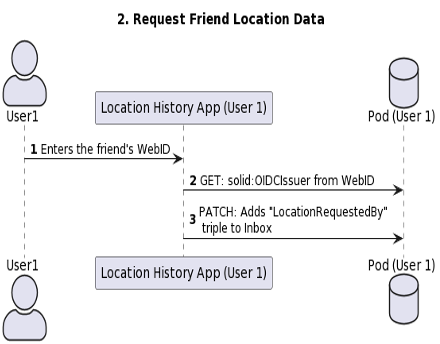 2. Request Friend Location Data
User1
Location History App (User 1)
Pod (User 1)
1 Enters the friend's WebID
2 GET: solid:OIDCIssuer from WebID
3 PATCH: Adds "LocationRequestedBy"
triple to Inbox
User1
Location History App (User 1)
Pod (User 1)